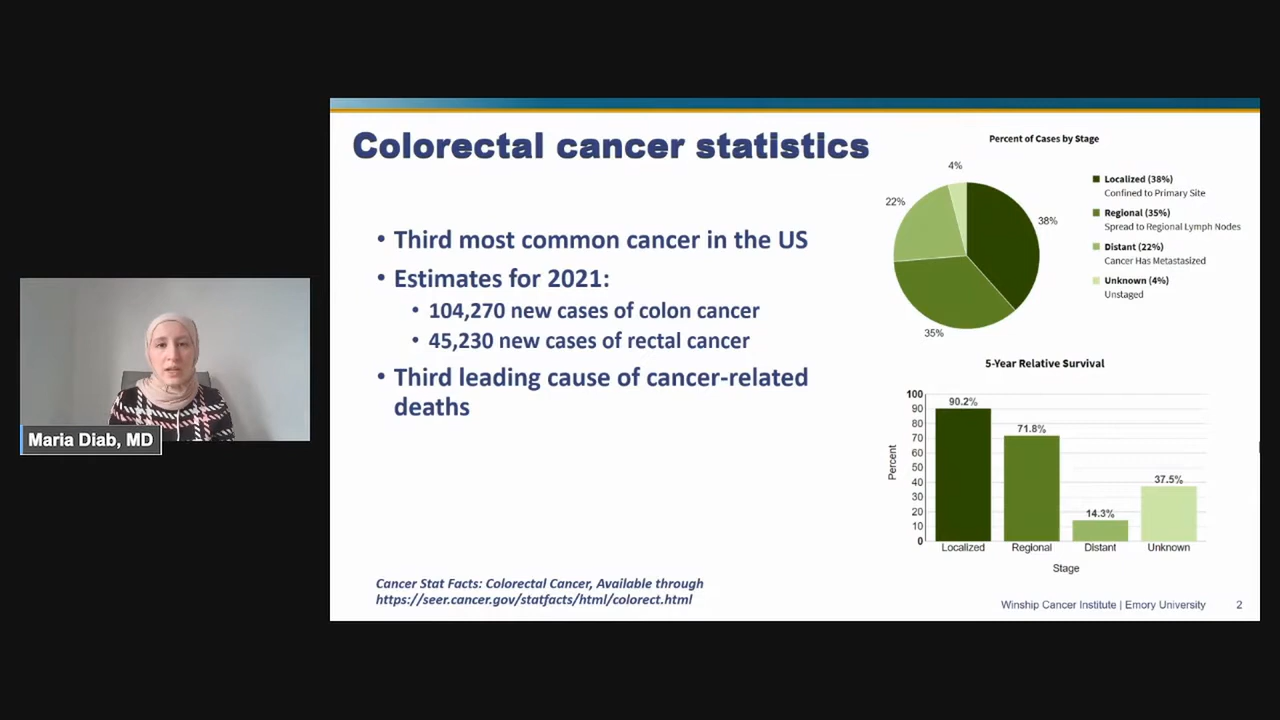 Colorectal cancer statistics
• Third most common cancer in the US
• Estimates for 2021:
• 104,270 new cases of colon cancer
• 45,230 new cases of rectal cancer
• Third leading cause of cancer-related
deaths
Cancer Stat Facts: Colorectal Cancer, Available through
https://seer.cancer.gov/statfacts/html/colorect.html
Percent of Cases by Stage
4%
22%
38%
35%
Localized (38%)
Confined to Primary Site
Regional (35%)
Spread to Regional Lymph Nodes
Distant (22%)
Cancer Has Metastasized
Unknown (4%)
Unstaged
5-Year Relative Survival
Percent
100
90
80
70
60
50
40
30
20
10
0
90.2%
71.8%
14.3%
37.5%
Localized
Regional
Distant
Unknown
Stage
Winship Cancer Institute | Emory University
2
Maria Diab, MD